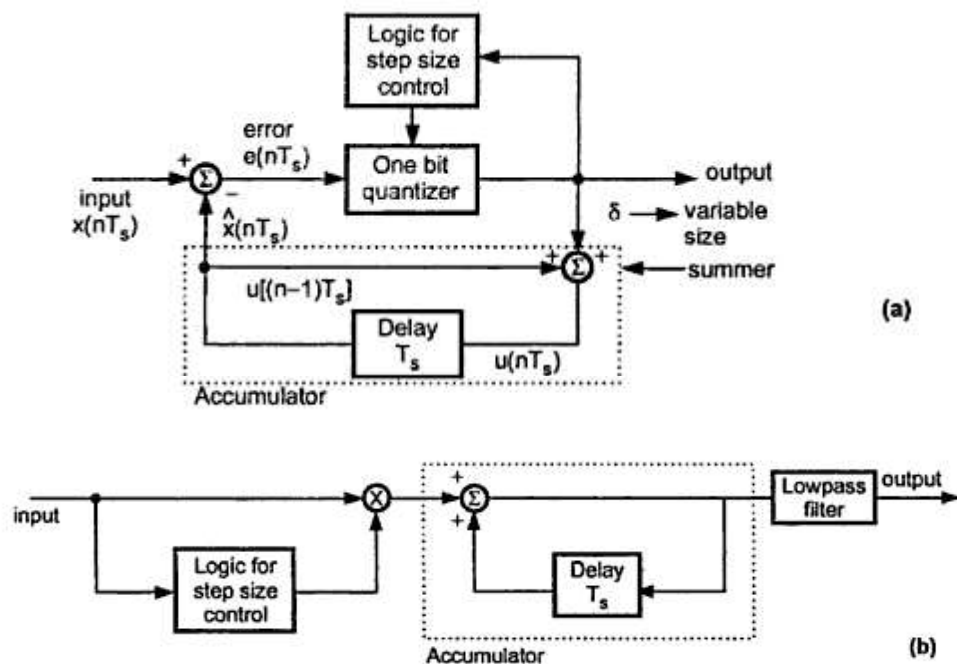 Logic for
step size
control
error
e(nTs)
+
Σ
One bit
quantizer
output
−
input
x(nTs)
x̂(nTs)
δ → variable
size
+
Σ
+
summer
u[(n−1)Ts]
(a)
Delay
Ts
u(nTs)
Accumulator
+
X
Σ
Lowpass
filter
output
input
+
Logic for
step size
control
Delay
Ts
(b)
Accumulator